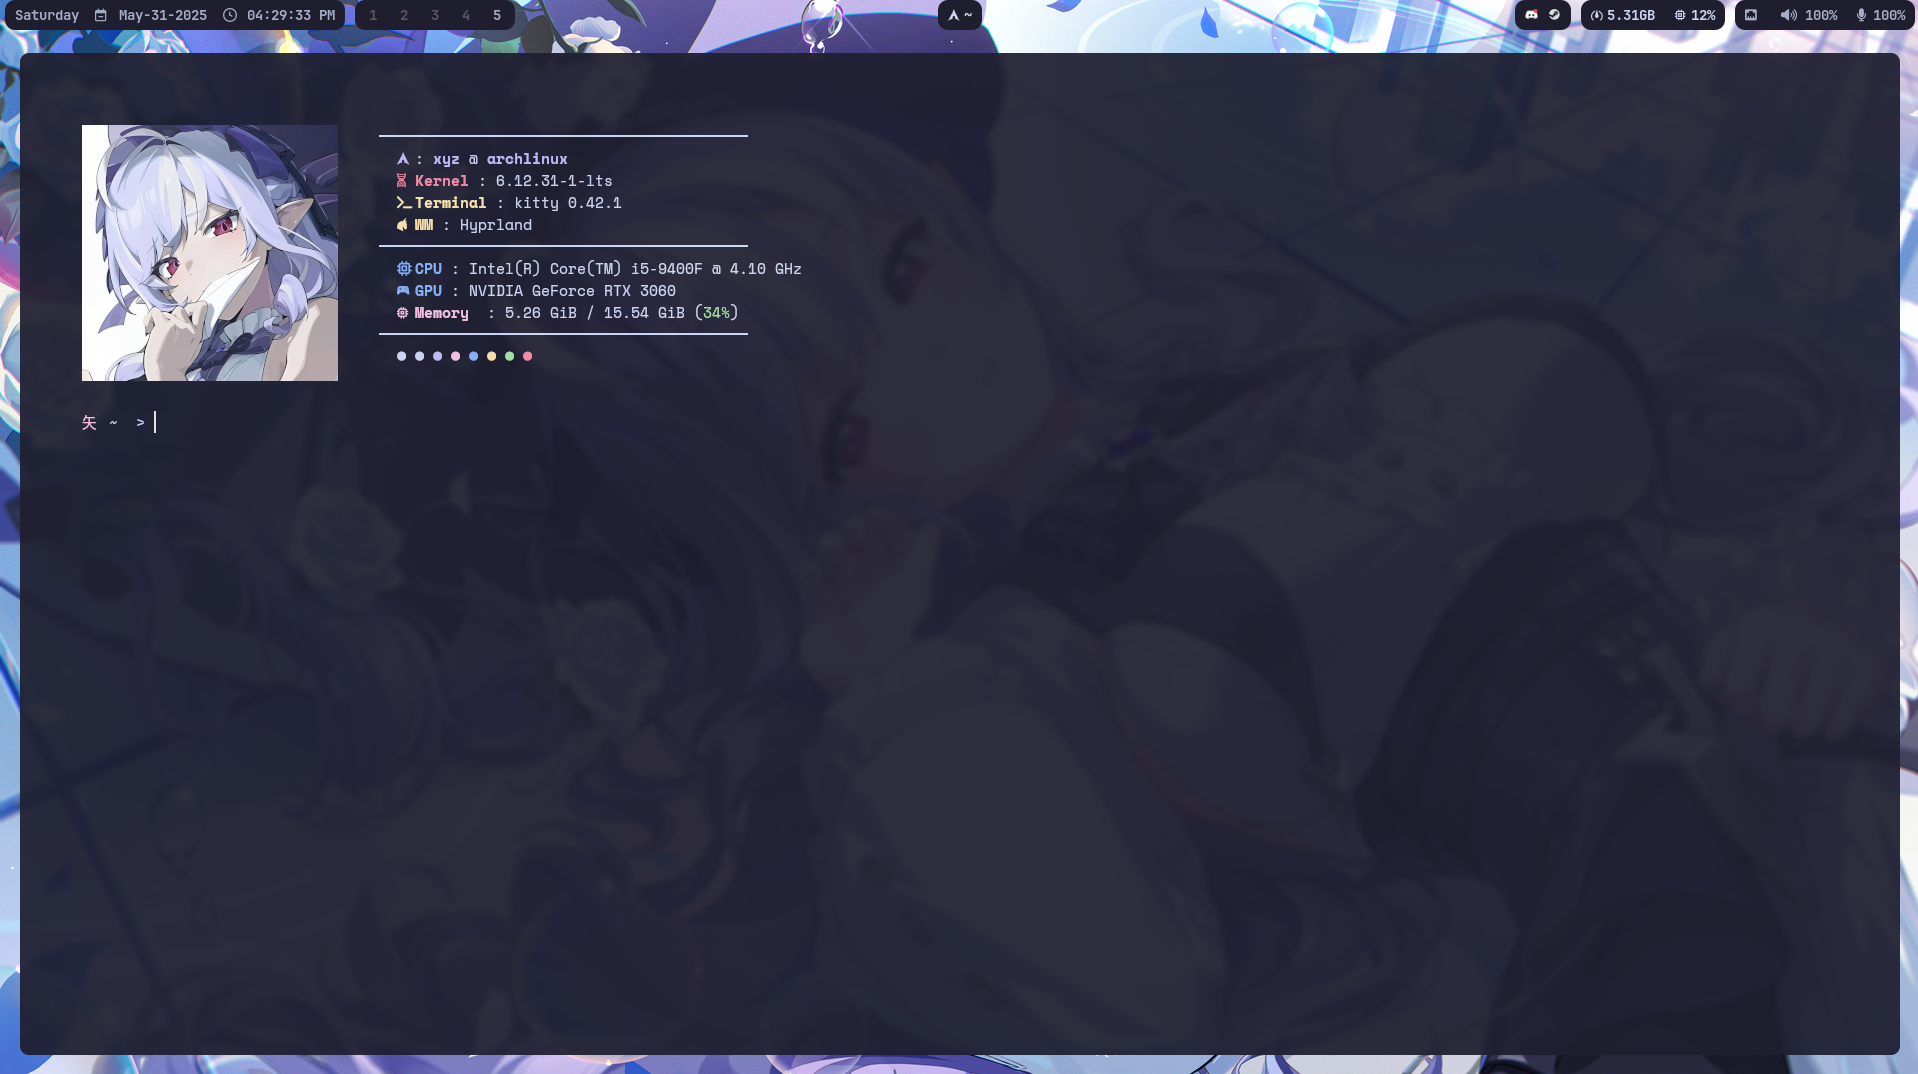 Saturday May-31-2025 04:29:33 PM 1 2 3 4 5 ~ 5.31GB 12% 100% 100%
: xyz @ archlinux
Kernel : 6.12.31-1-lts
Terminal : kitty 0.42.1
WM : Hyprland
CPU : Intel(R) Core(TM) i5-9400F @ 4.10 GHz
GPU : NVIDIA GeForce RTX 3060
Memory : 5.26 GiB / 15.54 GiB (34%)
矢 ~ >